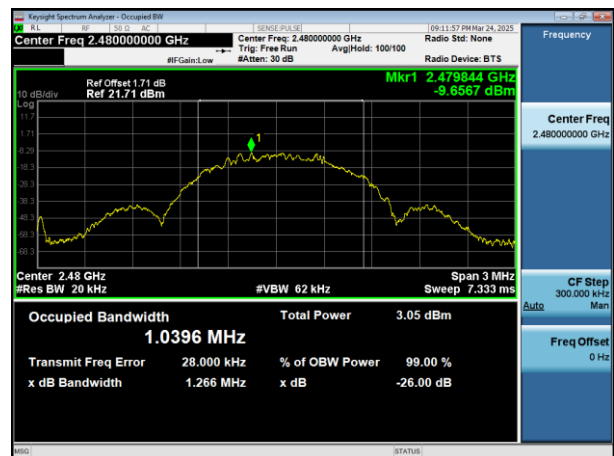 Keysight Spectrum Analyzer - Occupied BW
RL RF 50 Ω AC SENSE:PULSE 09:11:57 PM Mar 24, 2025
Center Freq 2.480000000 GHz Center Freq: 2.480000000 GHz Radio Std: None Frequency
Trig: Free Run Avg|Hold: 100/100
#IFGain:Low #Atten: 30 dB Radio Device: BTS
Ref Offset 1.71 dB Mkr1 2.479844 GHz
10 dB/div Ref 21.71 dBm -9.6567 dBm
Log
11.7
1.71
-8.29
-18.3
-28.3
-38.3
-48.3
-58.3
-68.3
1
Center Freq
2.480000000 GHz
Center 2.48 GHz Span 3 MHz
#Res BW 20 kHz #VBW 62 kHz Sweep 7.333 ms
CF Step
300.000 kHz
Auto Man
Occupied Bandwidth Total Power 3.05 dBm
1.0396 MHz
Transmit Freq Error 28.000 kHz % of OBW Power 99.00 %
x dB Bandwidth 1.266 MHz x dB -26.00 dB
Freq Offset
0 Hz
MSG STATUS